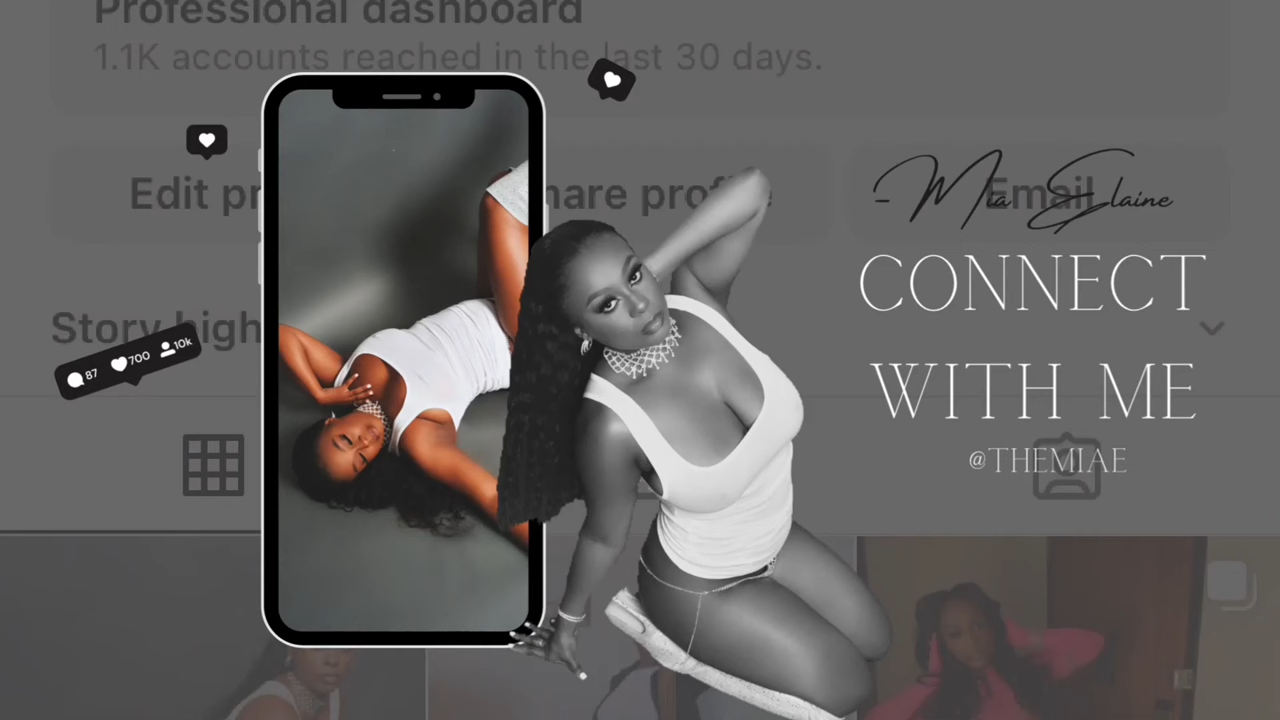 Professional dashboard
1.1K accounts reached in the last 30 days.
Edit pr
hare prof
Email
- Mia Elaine
CONNECT
WITH ME
@THEMIAE
Story high
87 700 10k